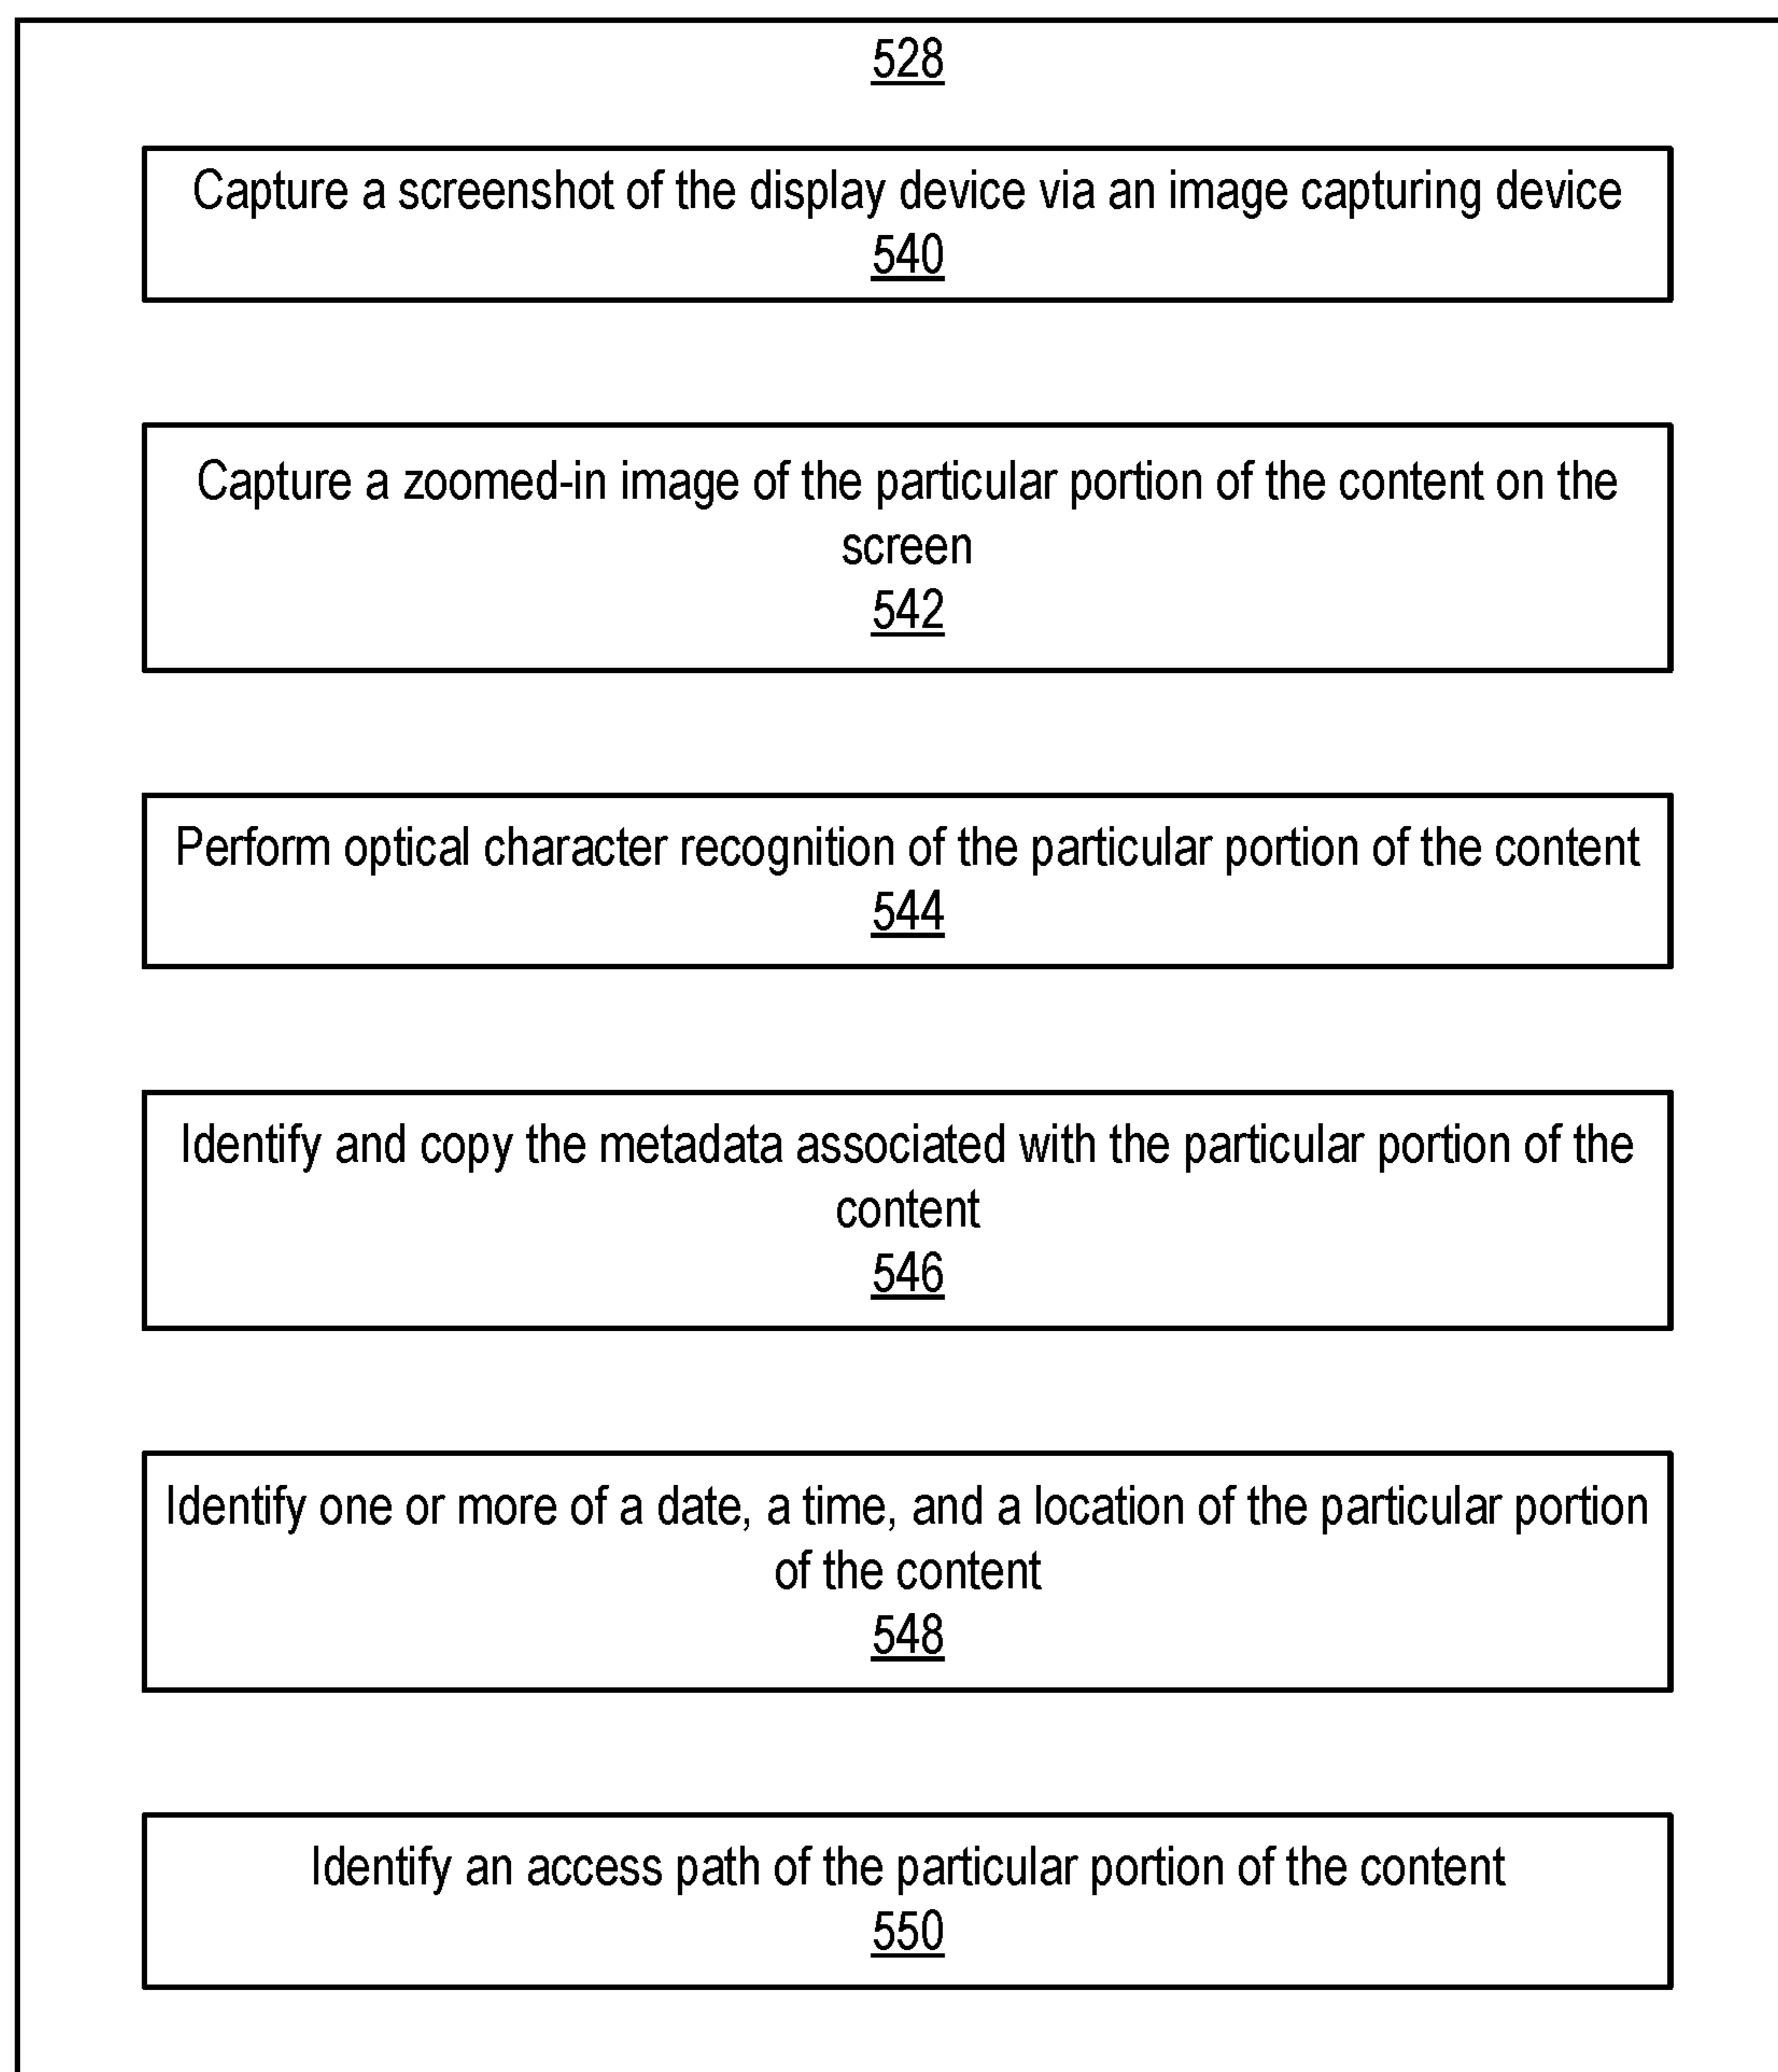 528
Capture a screenshot of the display device via an image capturing device
540
Capture a zoomed-in image of the particular portion of the content on the
screen
542
Perform optical character recognition of the particular portion of the content
544
Identify and copy the metadata associated with the particular portion of the
content
546
Identify one or more of a date, a time, and a location of the particular portion
of the content
548
Identify an access path of the particular portion of the content
550